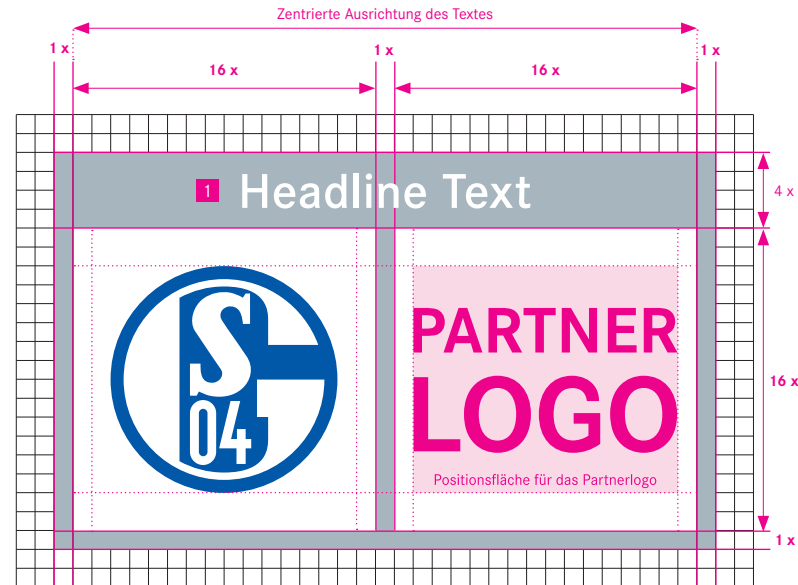 Zentrierte Ausrichtung des Textes
1 x 1 x 1 x
16 x 16 x
1 Headline Text
4 x
S
04
PARTNER
LOGO
16 x
Positionsfläche für das Partnerlogo
1 x